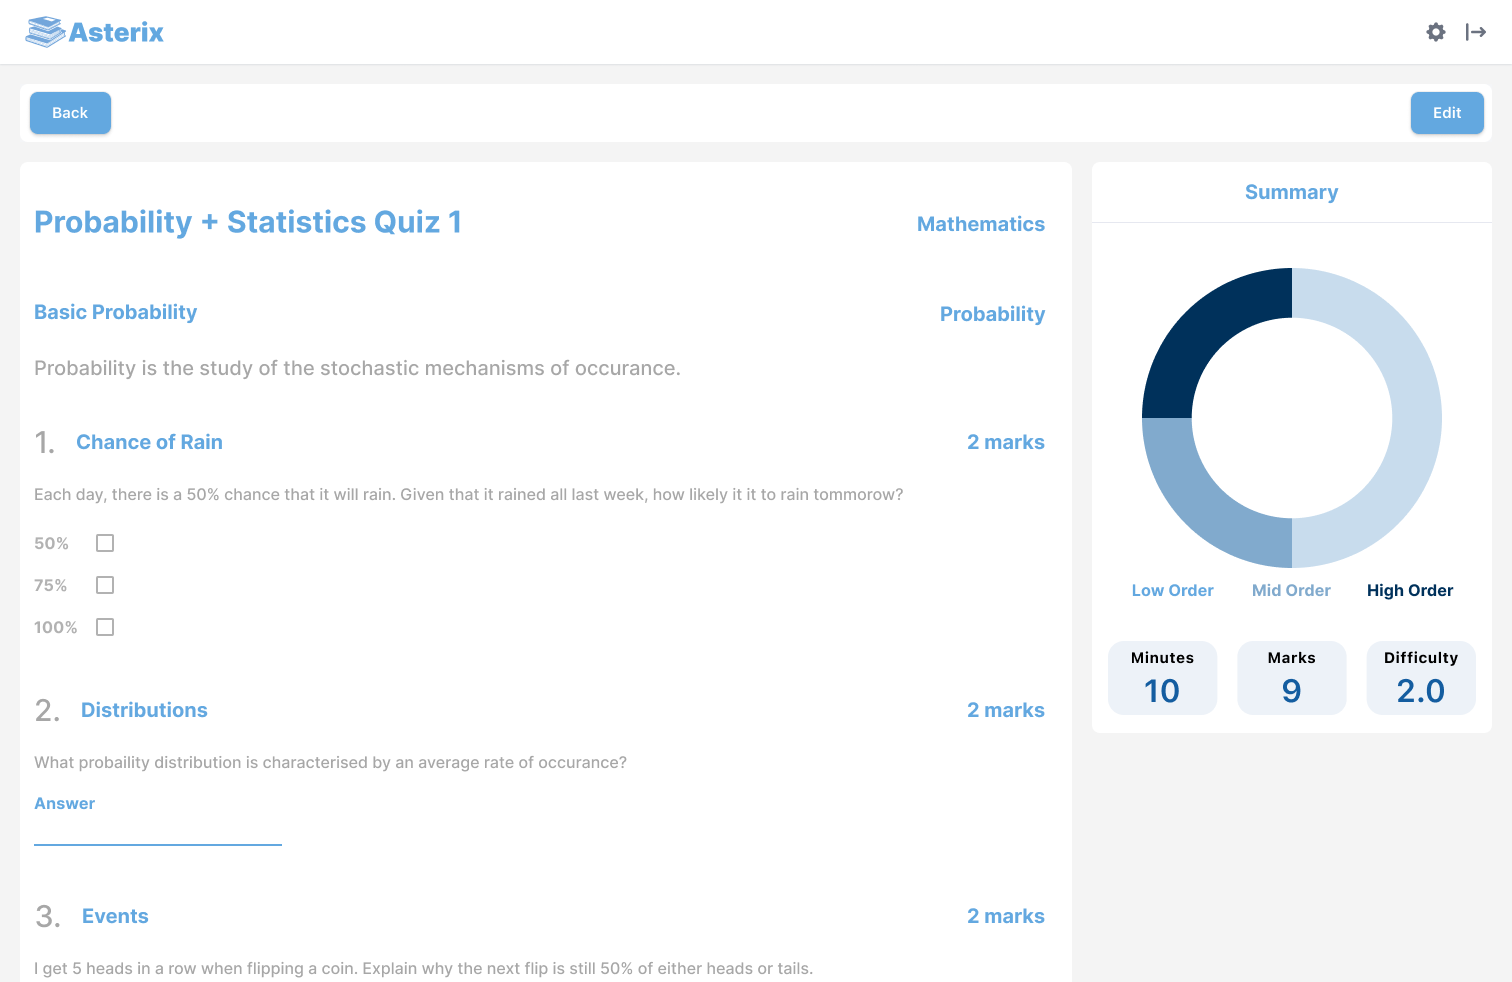 Asterix
Back
Edit
Probability + Statistics Quiz 1
Mathematics
Basic Probability
Probability
Probability is the study of the stochastic mechanisms of occurance.
1. Chance of Rain
2 marks
Each day, there is a 50% chance that it will rain. Given that it rained all last week, how likely it it to rain tommorow?
50%
75%
100%
2. Distributions
2 marks
What probaility distribution is characterised by an average rate of occurance?
Answer
3. Events
2 marks
I get 5 heads in a row when flipping a coin. Explain why the next flip is still 50% of either heads or tails.
Summary
Low Order
Mid Order
High Order
Minutes
10
Marks
9
Difficulty
2.0